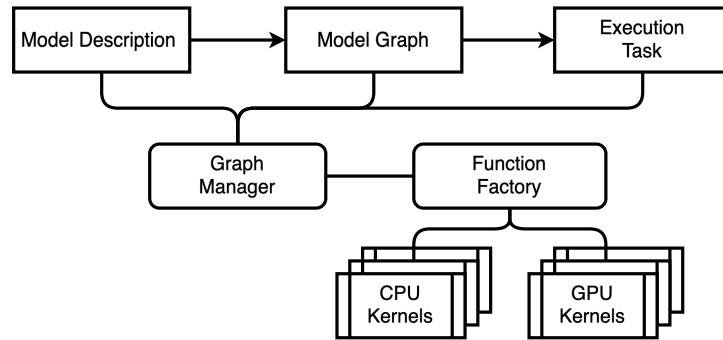 Model Description
Model Graph
Execution
Task
Graph
Manager
Function
Factory
CPU
Kernels
GPU
Kernels